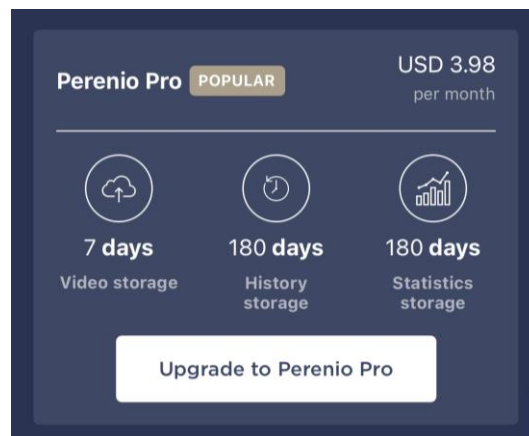 Perenio Pro POPULAR
USD 3.98
per month
7 days
Video storage
180 days
History
storage
180 days
Statistics
storage
Upgrade to Perenio Pro